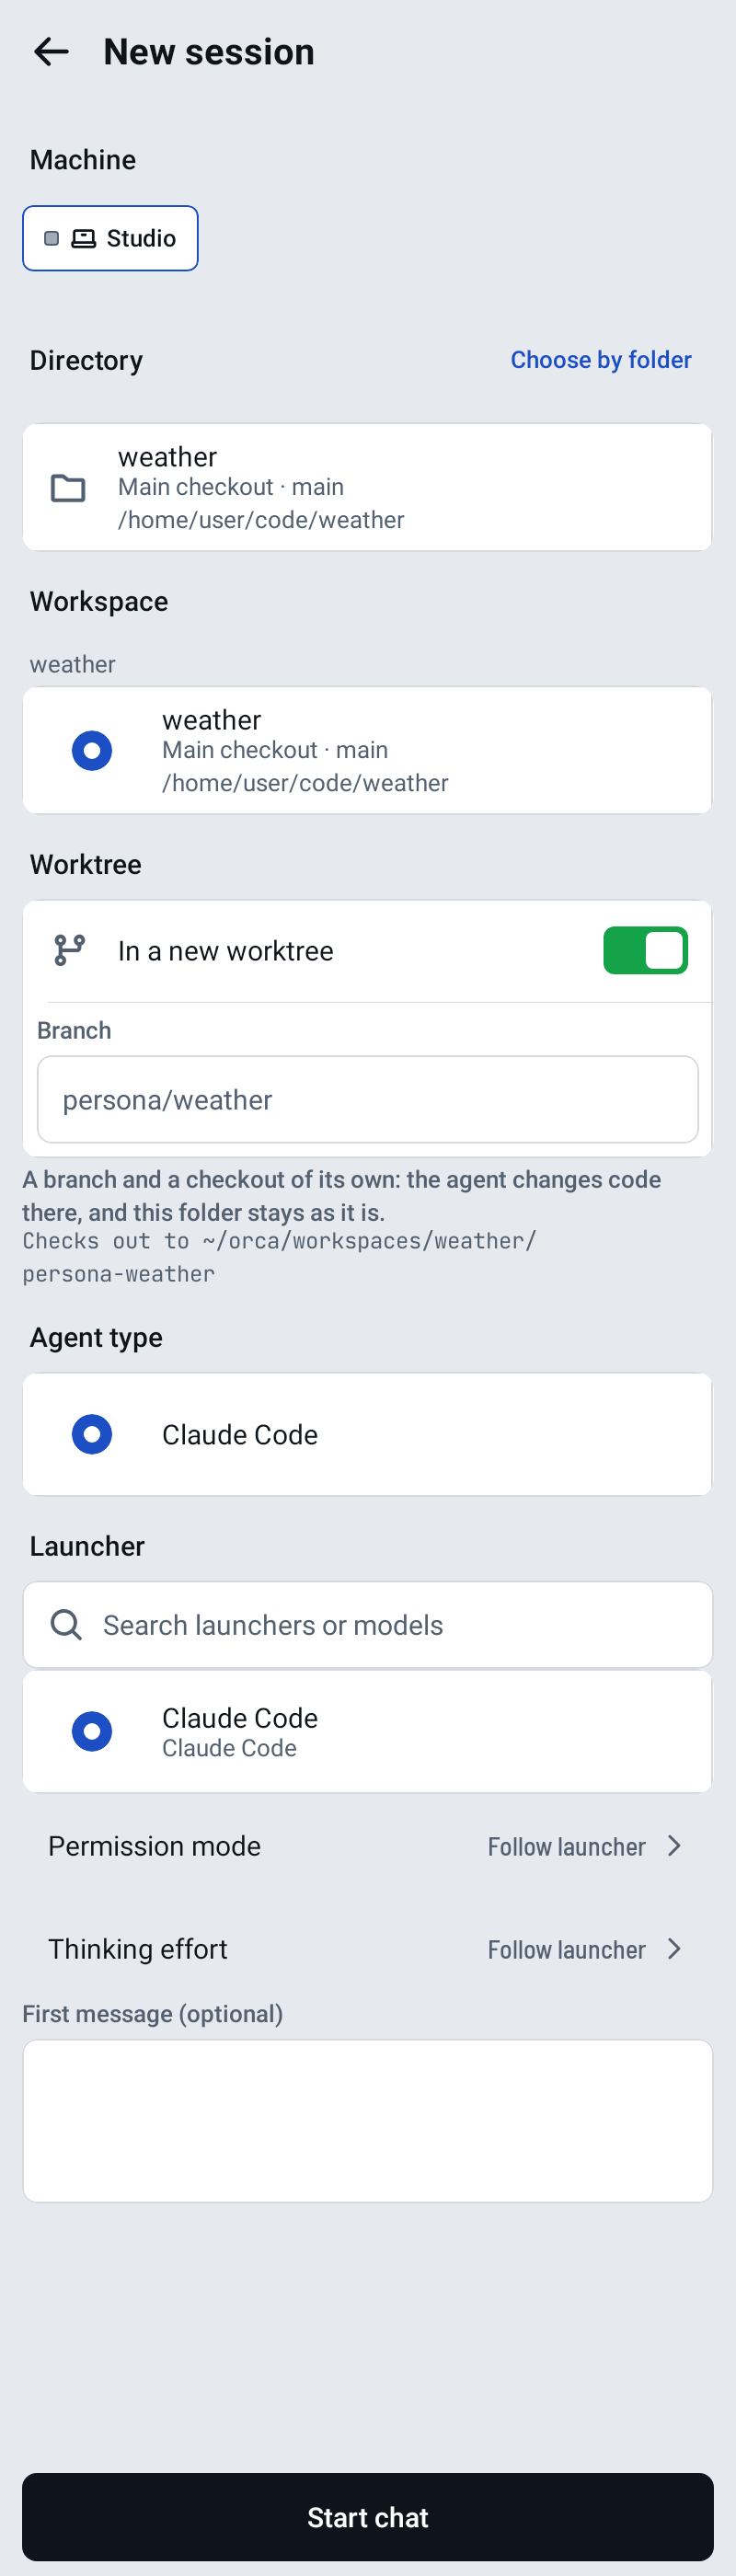 New session
Machine
Studio
Directory
Choose by folder
weather
Main checkout · main
/home/user/code/weather
Workspace
weather
weather
Main checkout · main
/home/user/code/weather
Worktree
In a new worktree
Branch
persona/weather
A branch and a checkout of its own: the agent changes code
there, and this folder stays as it is.
Checks out to ~/orca/workspaces/weather/
persona-weather
Agent type
Claude Code
Launcher
Search launchers or models
Claude Code
Claude Code
Permission mode
Follow launcher
Thinking effort
Follow launcher
First message (optional)
Start chat